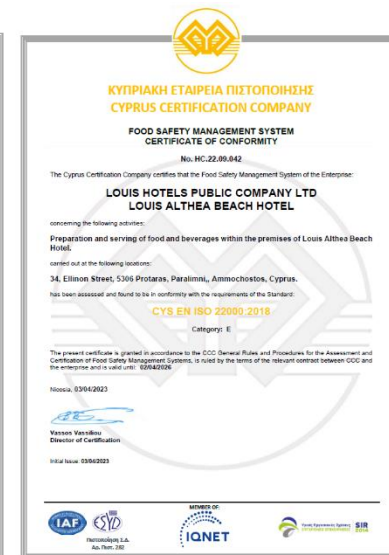 ΚΥΠΡΙΑΚΗ ΕΤΑΙΡΕΙΑ ΠΙΣΤΟΠΟΙΗΣΗΣ
CYPRUS CERTIFICATION COMPANY
FOOD SAFETY MANAGEMENT SYSTEM
CERTIFICATE OF CONFORMITY
No. HC.22.09.042
The Cyprus Certification Company certifies that the Food Safety Management System of the Enterprise:
LOUIS HOTELS PUBLIC COMPANY LTD
LOUIS ALTHEA BEACH HOTEL
concerning the following activities:
Preparation and serving of food and beverages within the premises of Louis Althea Beach
Hotel.
carried out at the following locations:
34, Ellinon Street, 5306 Protaras, Paralimni,, Ammochostos, Cyprus.
has been assessed and found to be in conformity with the requirements of the Standard:
CYS EN ISO 22000:2018
Category: E
The present certificate is granted in accordance to the CCC General Rules and Procedures for the Assessment and
Certification of Food Safety Management Systems, is ruled by the terms of the relevant contract between CCC and
the enterprise and is valid until: 02/04/2026
Nicosia, 03/04/2023
Vassos Vassiliou
Director of Certification
Initial Issue: 03/04/2023
MEMBER OF:
IAF
ΕΣΥΔ
IQNET
SIR
Πιστοποίηση Σ.Δ.